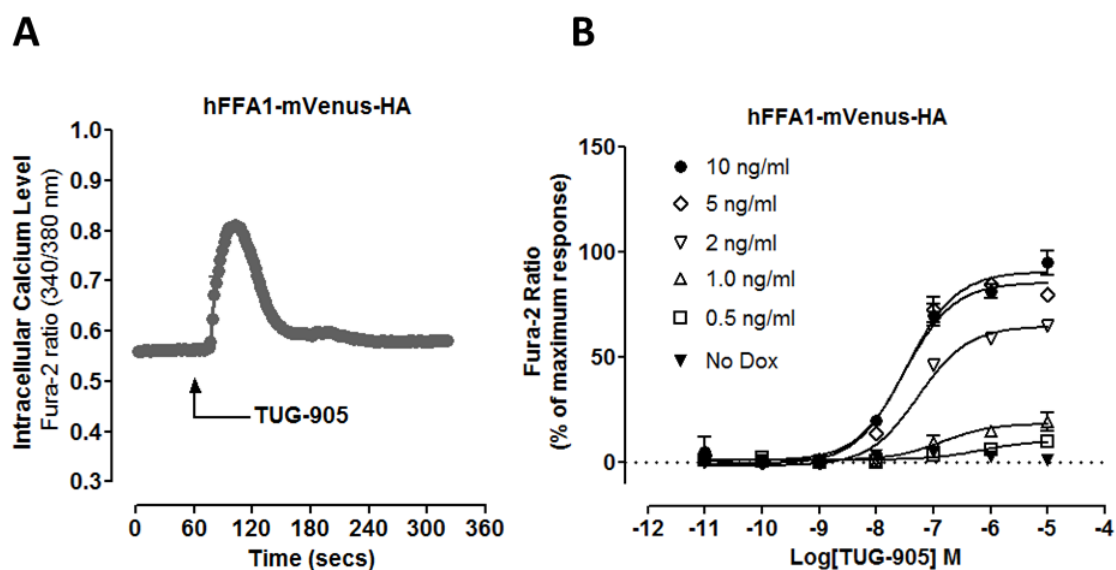 A
hFFA1-mVenus-HA
Intracellular Calcium Level
Fura-2 ratio (340/380 nm)
1.0
0.9
0.8
0.7
0.6
0.5
0.4
0.3
TUG-905
0 60 120 180 240 300 360
Time (secs)
B
hFFA1-mVenus-HA
Fura-2 Ratio
(% of maximum response)
150
100
50
0
10 ng/ml
5 ng/ml
2 ng/ml
1.0 ng/ml
0.5 ng/ml
No Dox
-12 -11 -10 -9 -8 -7 -6 -5 -4
Log[TUG-905] M